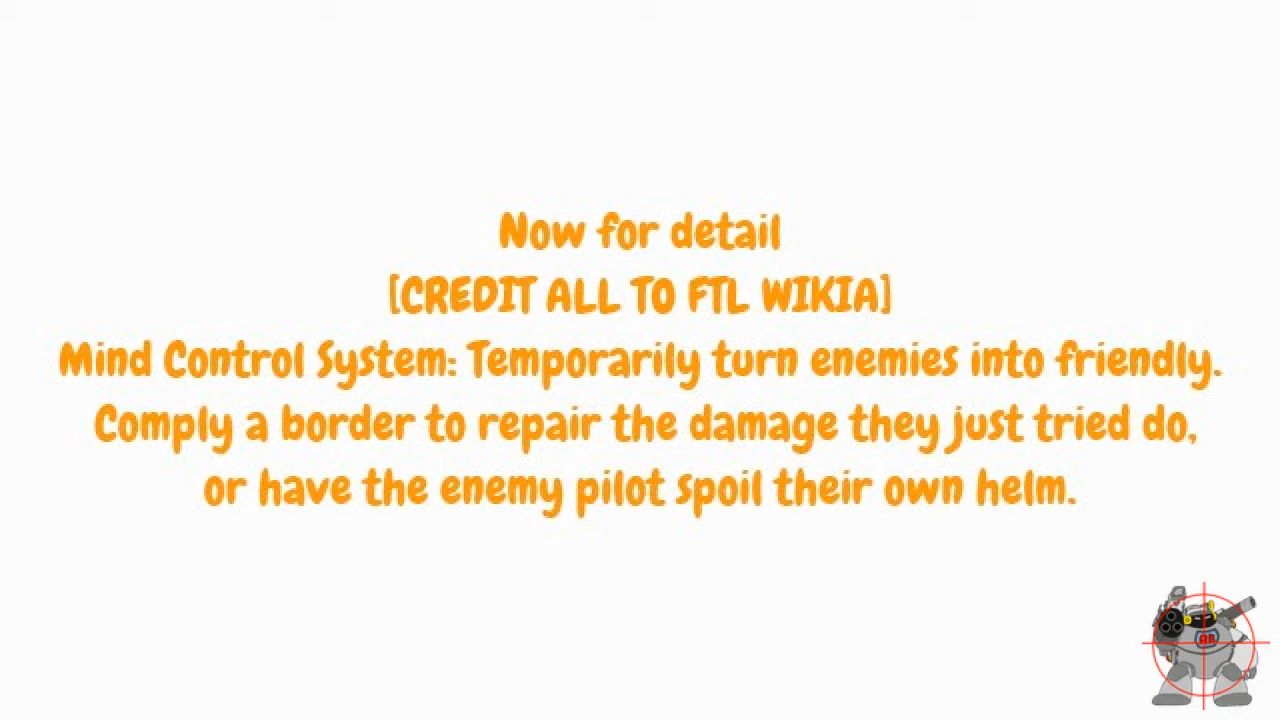 Now for detail
[CREDIT ALL TO FTL WIKIA]
Mind Control System: Temporarily turn enemies into friendly.
Comply a border to repair the damage they just tried do,
or have the enemy pilot spoil their own helm.